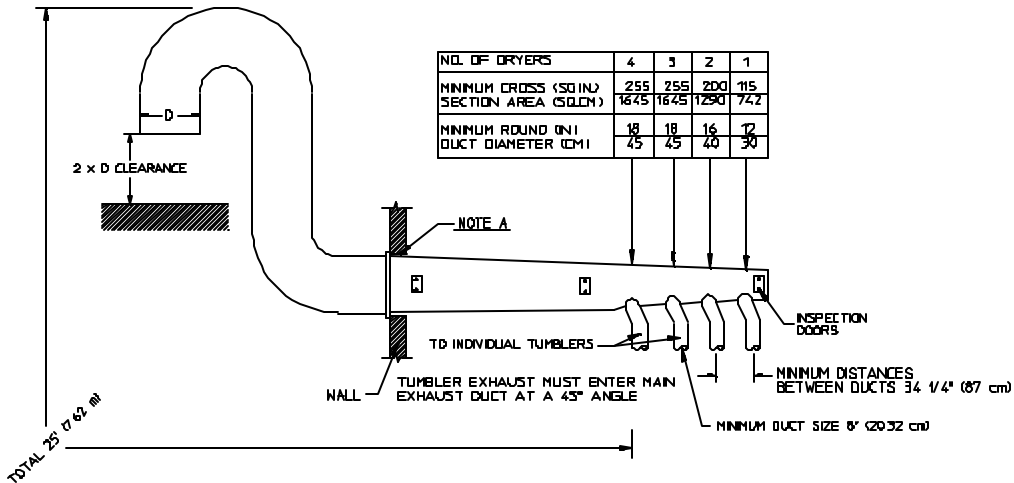 NO. OF DRYERS 4 3 2 1
MINIMUM CROSS (SQ.IN.) 255 255 200 115
SECTION AREA (SQ.CM) 1645 1645 1290 742
MINIMUM ROUND (IN) 18 18 16 12
DUCT DIAMETER (CM) 45 45 40 30
D
2 x D CLEARANCE
NOTE A
INSPECTION
DOORS
TO INDIVIDUAL TUMBLERS
WALL
TUMBLER EXHAUST MUST ENTER MAIN
EXHAUST DUCT AT A 45° ANGLE
MINIMUM DISTANCES
BETWEEN DUCTS 34 1/4" (87 cm)
MINIMUM DUCT SIZE 8" (20.32 cm)
TOTAL 25' (7.62 m)